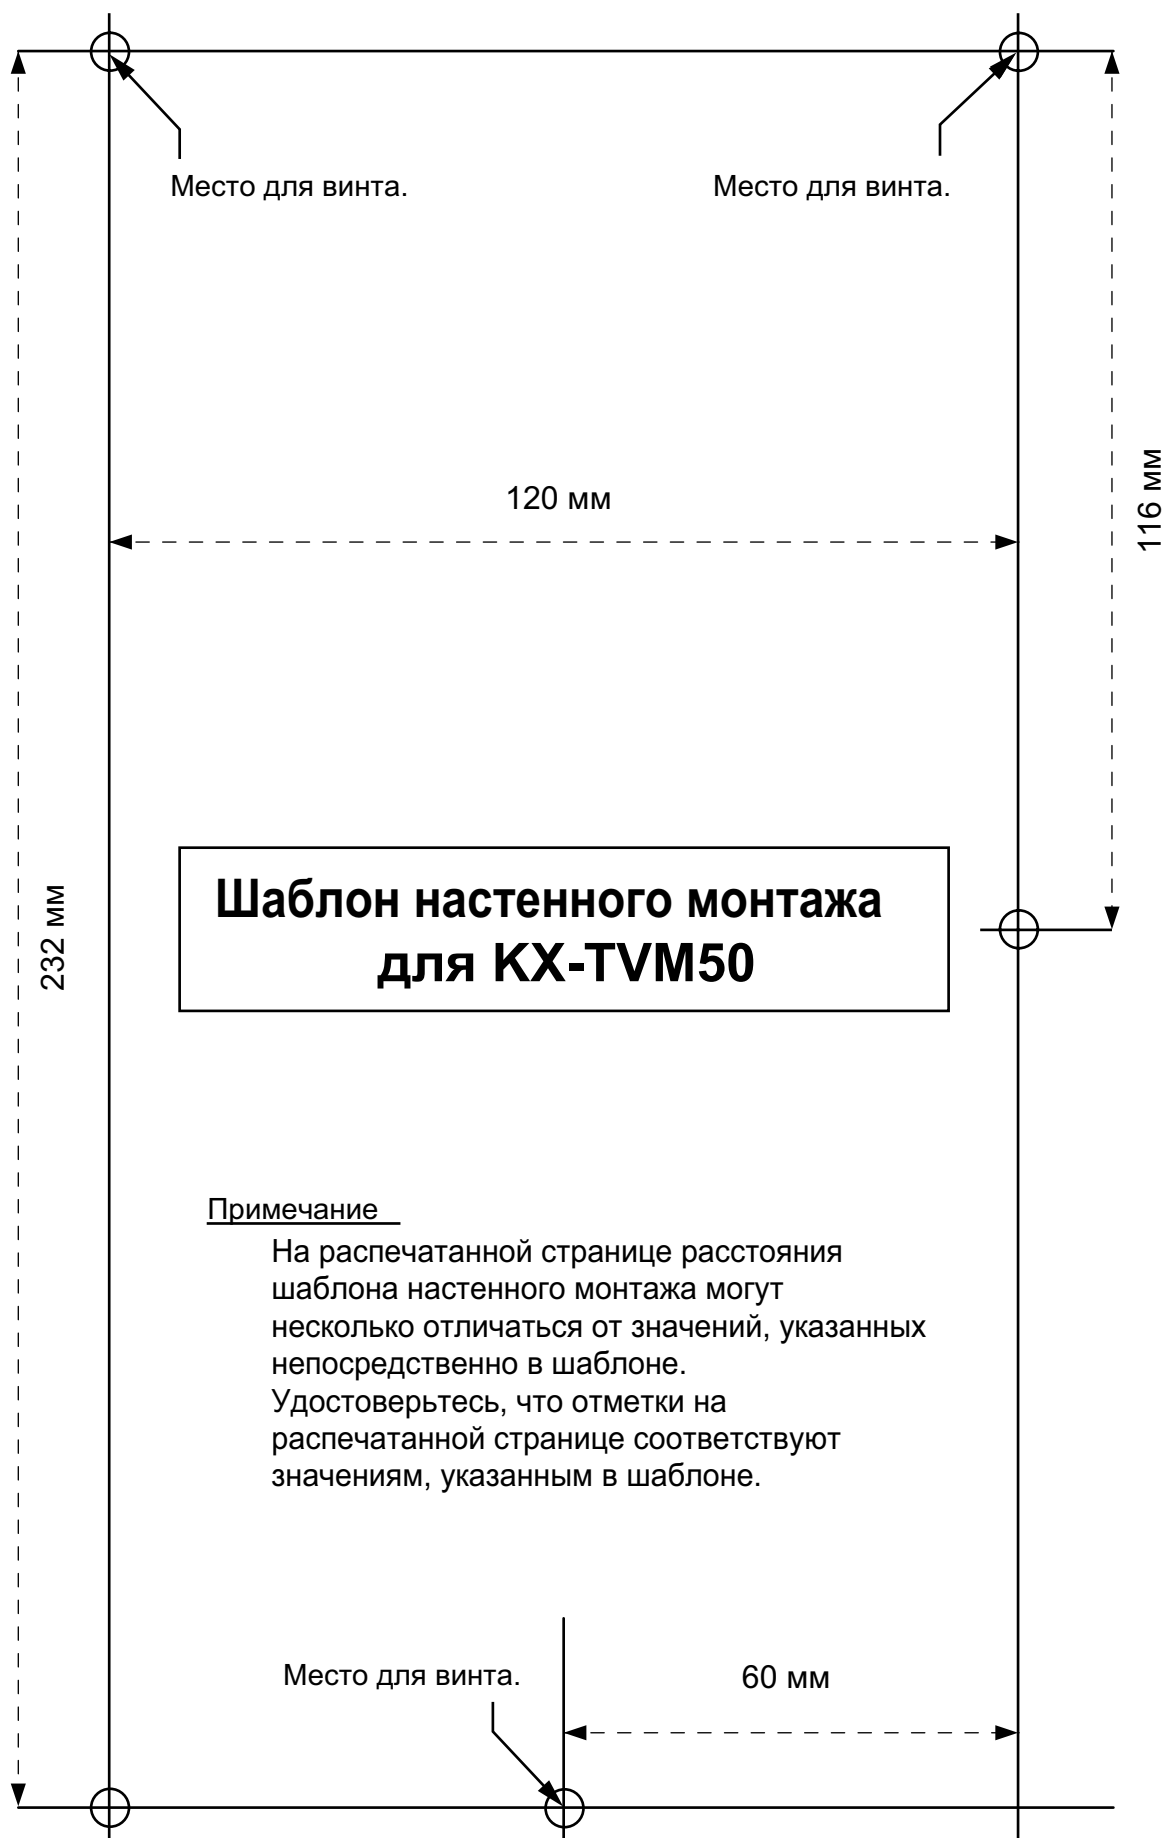 Место для винта.
Место для винта.
120 мм
116 мм
232 мм
Шаблон настенного монтажа
для KX-TVM50
Примечание
На распечатанной странице расстояния
шаблона настенного монтажа могут
несколько отличаться от значений, указанных
непосредственно в шаблоне.
Удостоверьтесь, что отметки на
распечатанной странице соответствуют
значениям, указанным в шаблоне.
Место для винта.
60 мм